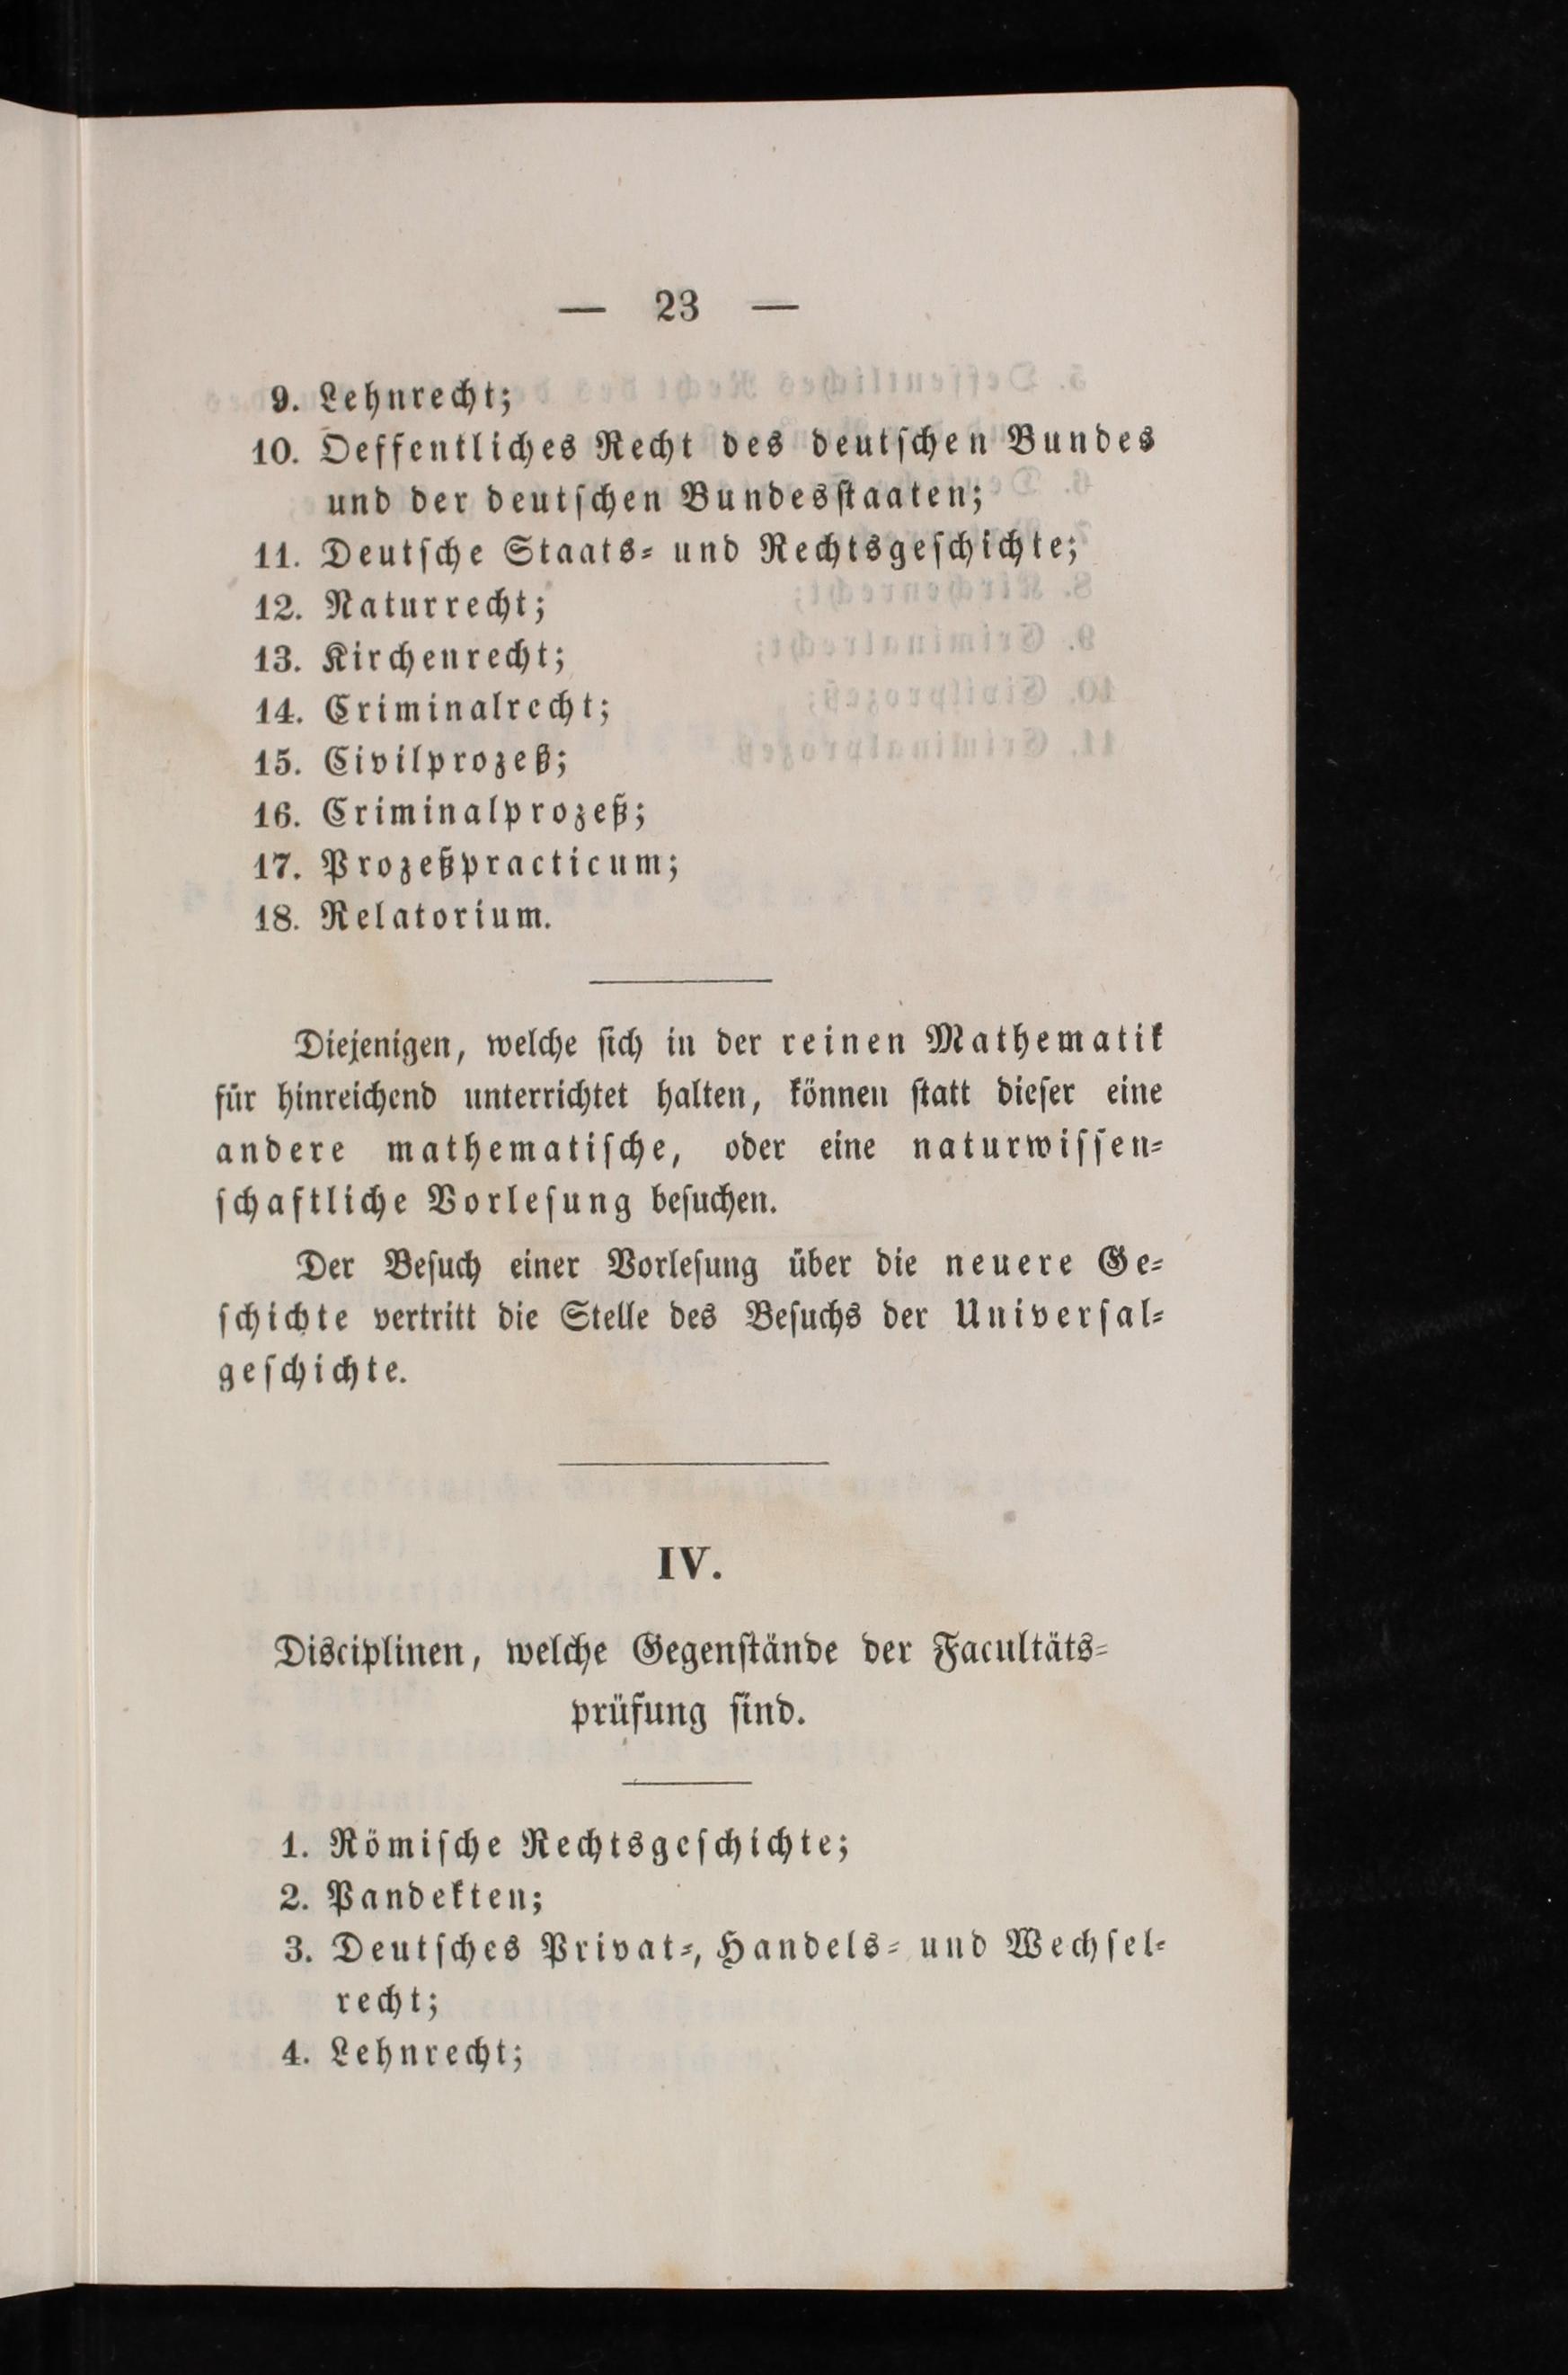 — 23 —
9. Lehnrecht;
10. Oeffentliches Recht des deutſchen Bundes
und der deutſchen Bundesſtaaten;
11. Deutſche Staats- und Rechtsgeſchichte;
12. Naturrecht;
13. Kirchenrecht;
14. Criminalrecht;
15. Civilprozeß;
16. Criminalprozeß;
17. Prozeßpracticum;
18. Relatorium.
Diejenigen, welche ſich in der reinen Mathematik
für hinreichend unterrichtet halten, können ſtatt dieſer eine
andere mathematiſche, oder eine naturwiſſen-
ſchaftliche Vorleſung beſuchen.
Der Beſuch einer Vorleſung über die neuere Ge-
ſchichte vertritt die Stelle des Beſuchs der Univerſal-
geſchichte.
IV.
Disciplinen, welche Gegenſtände der Facultäts-
prüfung ſind.
1. Römiſche Rechtsgeſchichte;
2. Pandekten;
3. Deutſches Privat-, Handels- und Wechſel-
recht;
4. Lehnrecht;